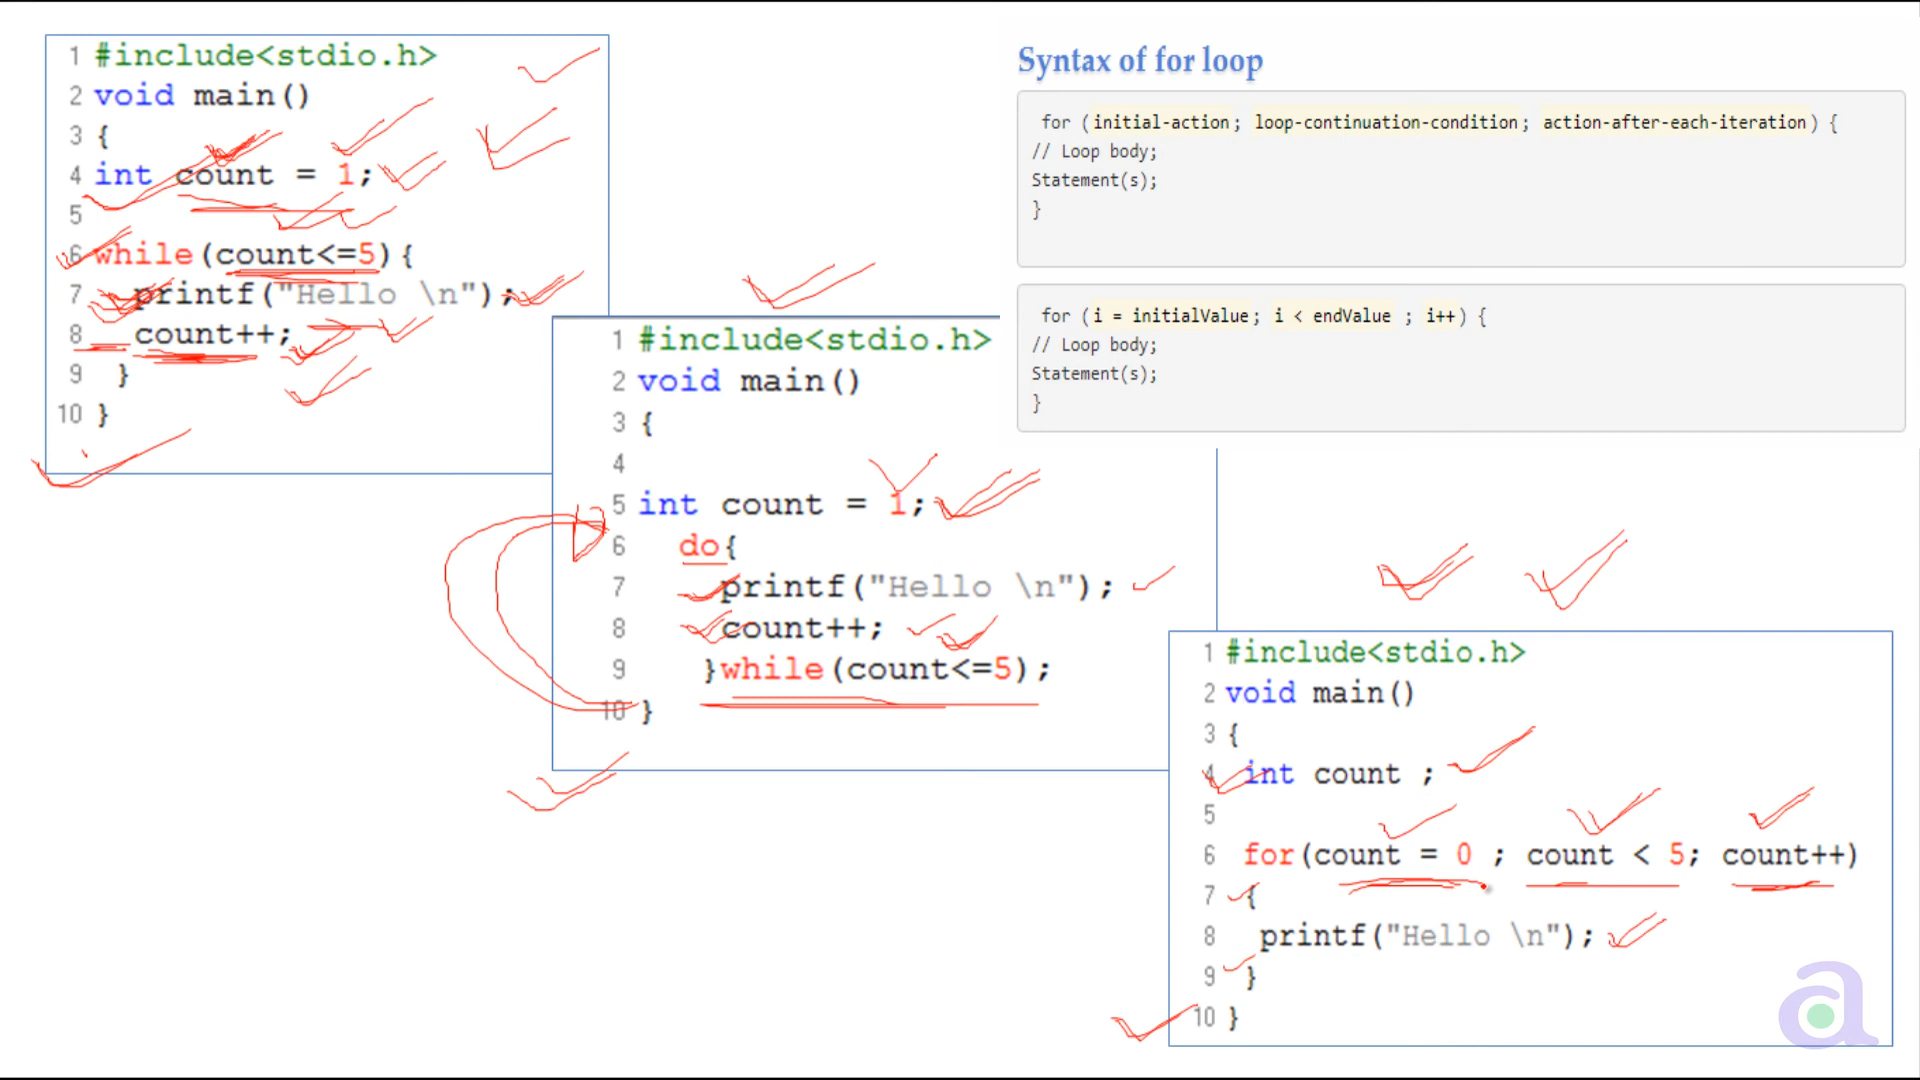 1 #include<stdio.h>
2 void main()
3 {
4 int count = 1;
5
6 while(count<=5){
7 printf("Hello \n");
8 count++;
9 }
10 }
1 #include<stdio.h>
2 void main()
3 {
4
5 int count = 1;
6 do{
7 printf("Hello \n");
8 count++;
9 }while(count<=5);
10 }
Syntax of for loop
for (initial-action; loop-continuation-condition; action-after-each-iteration) {
// Loop body;
Statement(s);
}
for (i = initialValue; i < endValue ; i++) {
// Loop body;
Statement(s);
}
1 #include<stdio.h>
2 void main()
3 {
4 int count ;
5
6 for(count = 0 ; count < 5; count++)
7 {
8 printf("Hello \n");
9 }
10 }
a